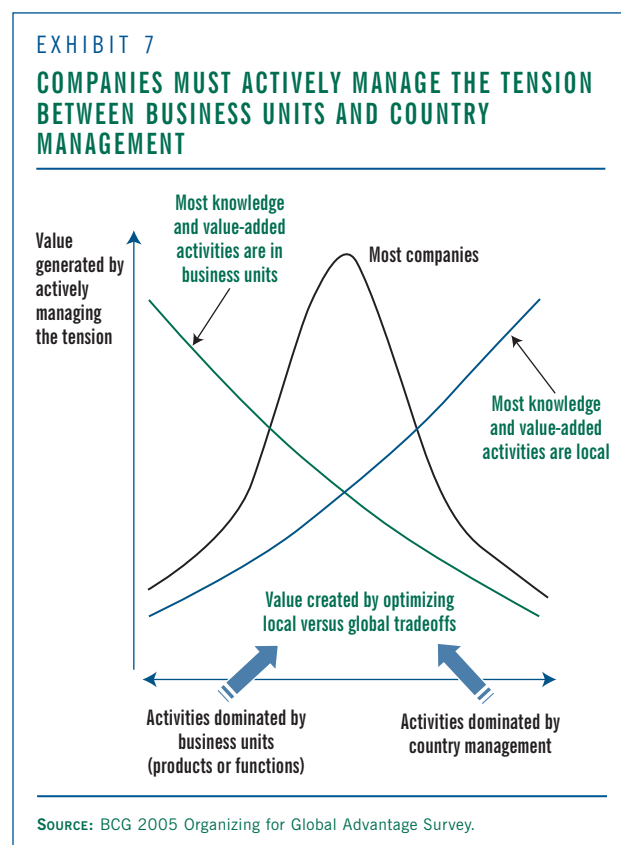 EXHIBIT 7
COMPANIES MUST ACTIVELY MANAGE THE TENSION
BETWEEN BUSINESS UNITS AND COUNTRY
MANAGEMENT
Value
generated by
actively
managing
the tension
Most knowledge
and value-added
activities are in
business units
Most companies
Most knowledge
and value-added
activities are local
Value created by optimizing
local versus global tradeoffs
Activities dominated by
business units
(products or functions)
Activities dominated by
country management
SOURCE: BCG 2005 Organizing for Global Advantage Survey.